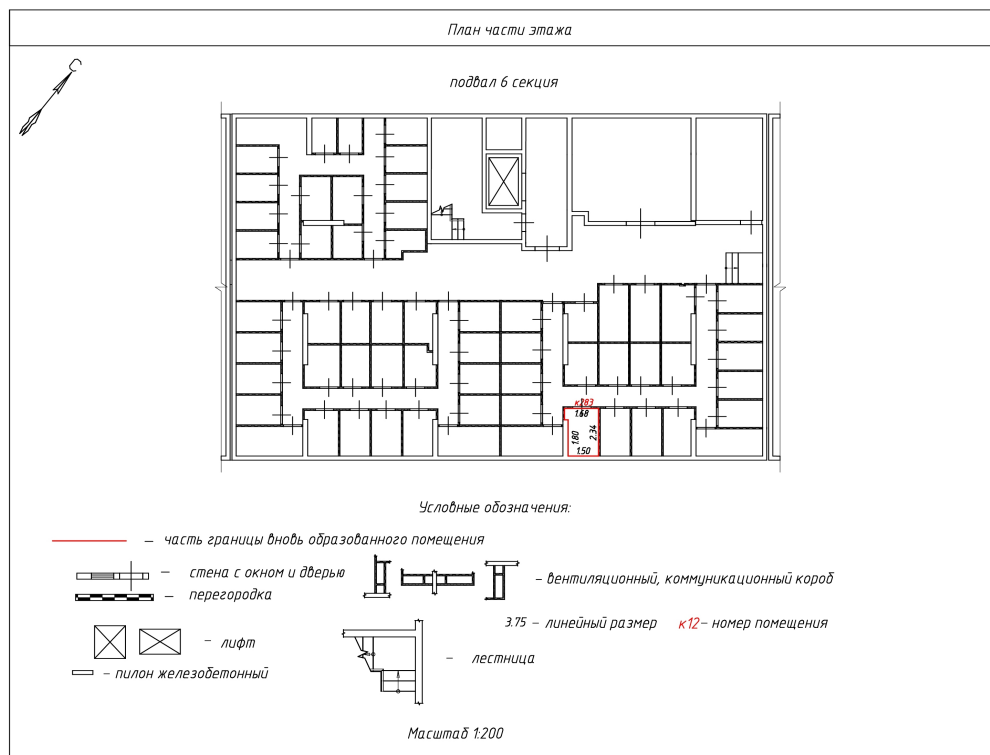 План части этажа
С
подвал 6 секция
к283
1.68
1.80
2.34
1.50
Условные обозначения:
– часть границы вновь образованного помещения
– стена с окном и дверью
– перегородка
– вентиляционный, коммуникационный короб
3.75 – линейный размер к12 – номер помещения
– лифт
– лестница
– пилон железобетонный
Масштаб 1:200